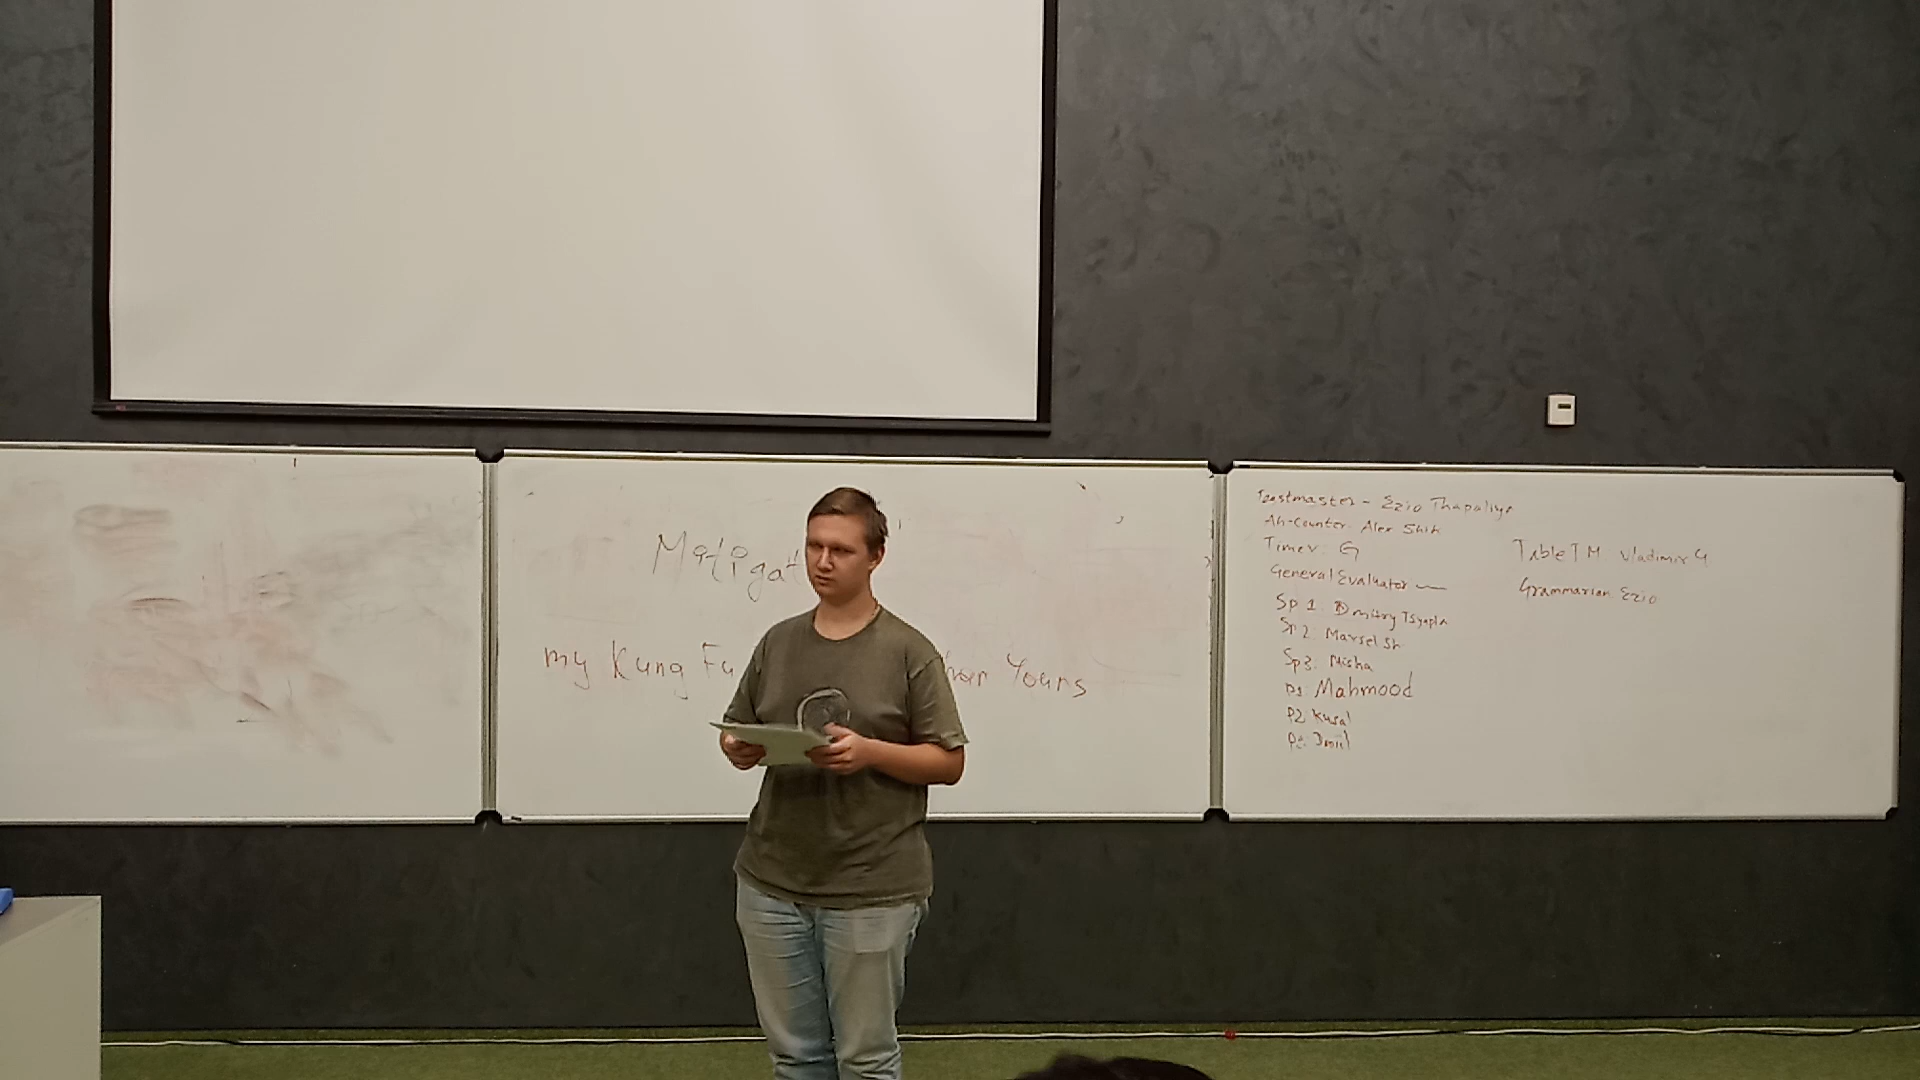 Matigat
my Kung Fu
Yours
Toastmaster - Ezio Thapaliya
Ah-Counter: Alex Shih
Timer: G
General Evaluator —
Sp 1: Dmitry Tsyapla
Sp 2: Marsel Sh
Sp3: Misha
P1: Mahmood
P2 Kusal
Table TM Vladimir G
Grammarian Ezio